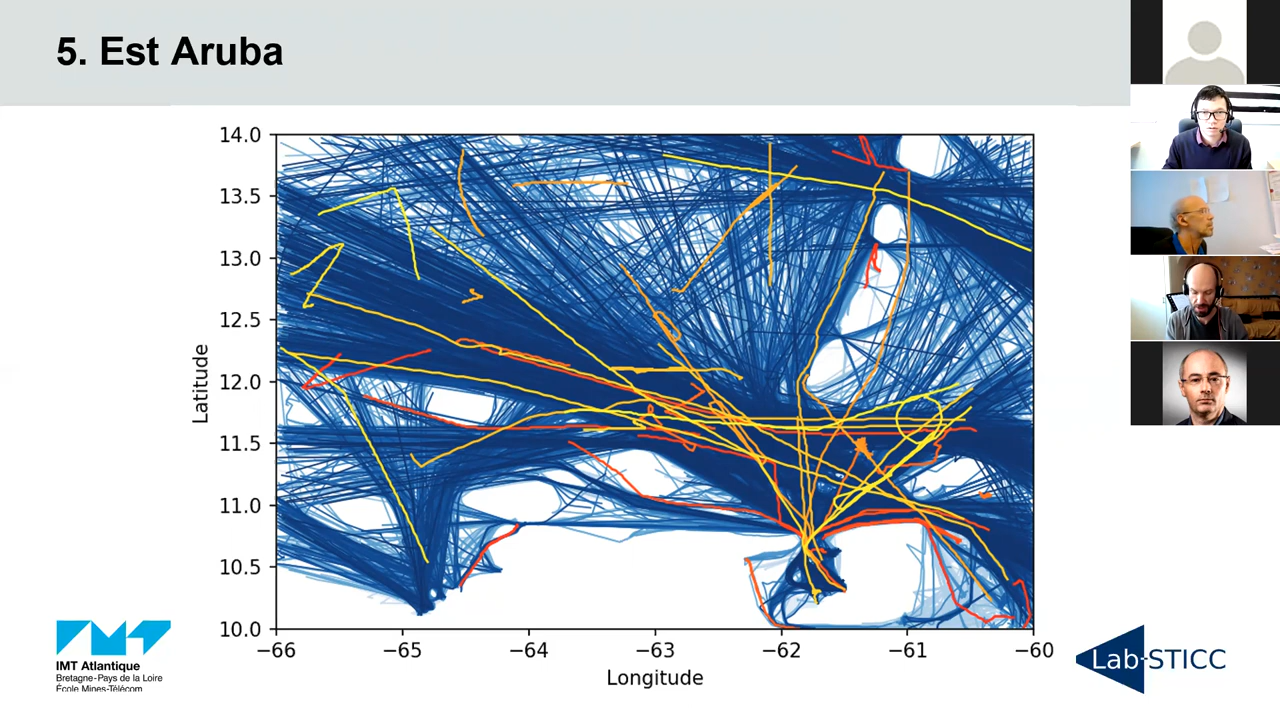 5. Est Aruba
14.0
13.5
13.0
12.5
12.0
11.5
11.0
10.5
10.0
Latitude
−66 −65 −64 −63 −62 −61 −60
Longitude
IMT Atlantique
Bretagne-Pays de la Loire
École Mines-Télécom
Lab-STICC